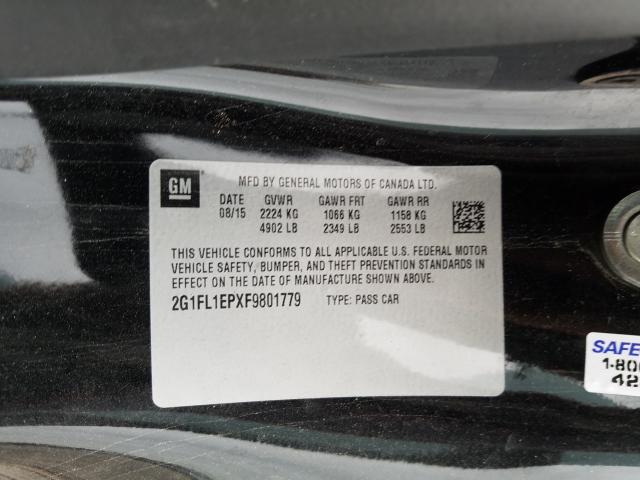 GM
MFD BY GENERAL MOTORS OF CANADA LTD.
DATE GVWR GAWR FRT GAWR RR
08/15 2224 KG 1066 KG 1158 KG
4902 LB 2349 LB 2553 LB
THIS VEHICLE CONFORMS TO ALL APPLICABLE U.S. FEDERAL MOTOR
VEHICLE SAFETY, BUMPER, AND THEFT PREVENTION STANDARDS IN
EFFECT ON THE DATE OF MANUFACTURE SHOWN ABOVE.
2G1FL1EPXF9801779 TYPE: PASS CAR
SAFE
1-80
42